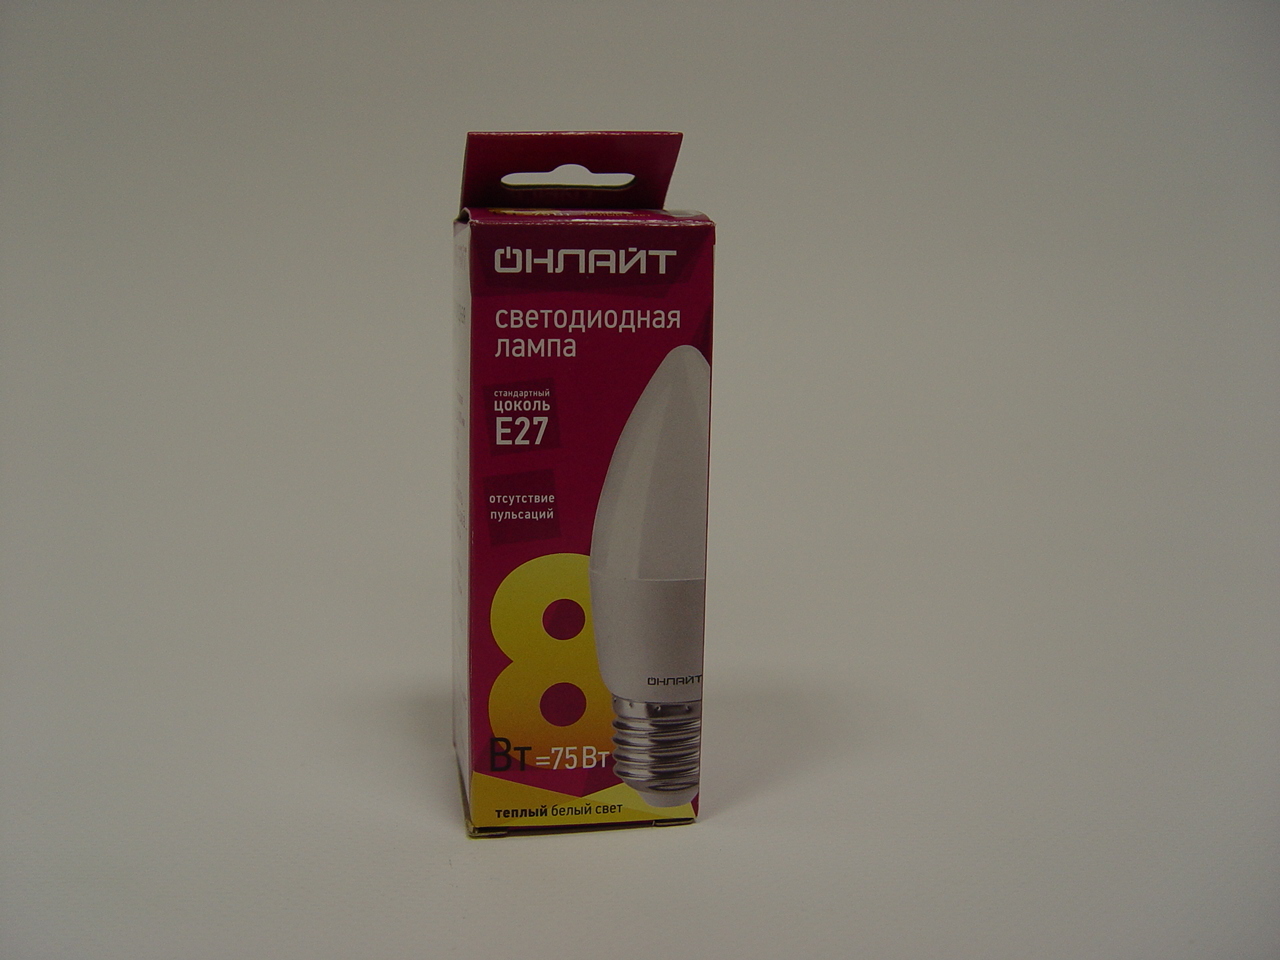 ОНЛАЙТ
светодиодная
лампа
стандартный
цоколь
E27
отсутствие
пульсаций
8
Вт =75 Вт
ОНЛАЙТ
теплый белый свет